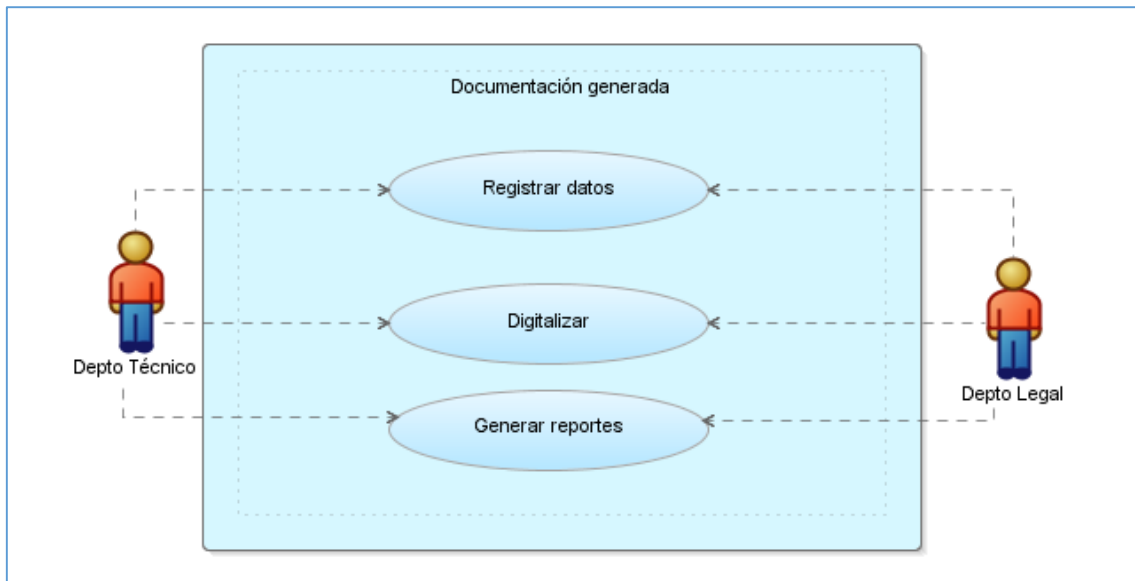 Documentación generada
Registrar datos
Digitalizar
Depto Técnico
Depto Legal
Generar reportes